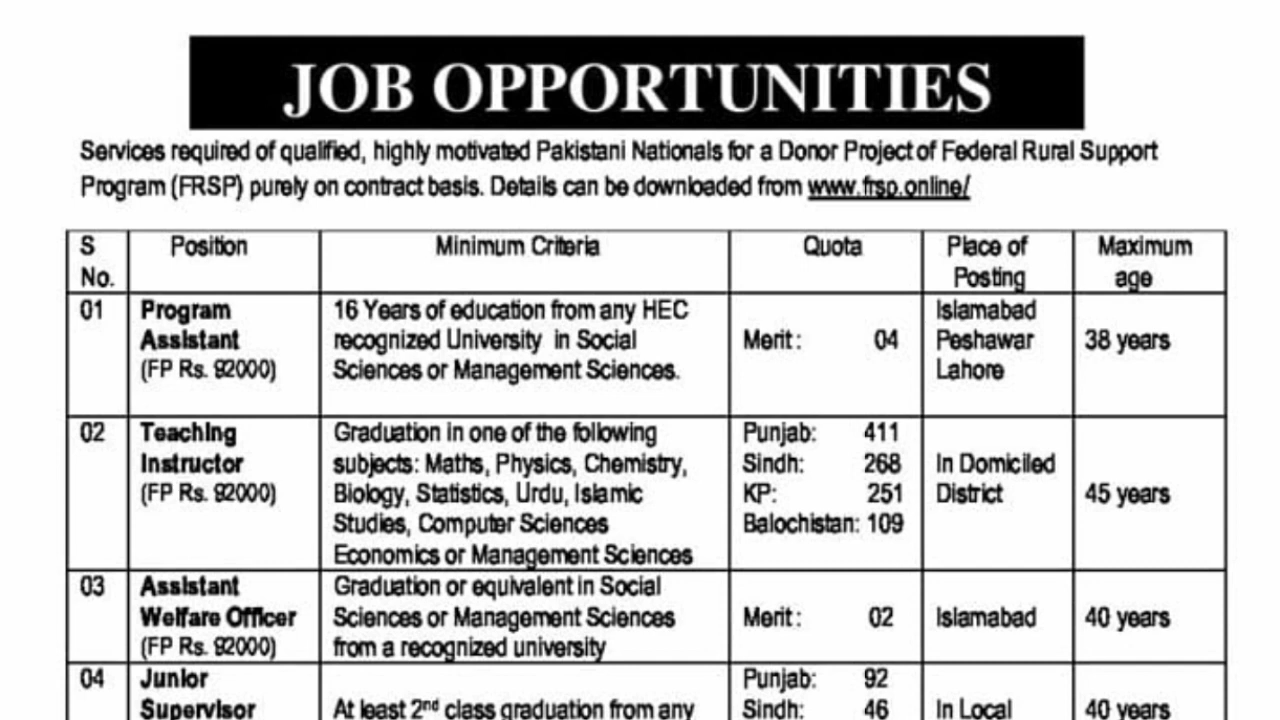 JOB OPPORTUNITIES
Services required of qualified, highly motivated Pakistani Nationals for a Donor Project of Federal Rural Support
Program (FRSP) purely on contract basis. Details can be downloaded from www.frsp.online/
S No. Position Minimum Criteria Quota Place of Posting Maximum age
01 Program Assistant (FP Rs. 92000)
16 Years of education from any HEC
recognized University in Social
Sciences or Management Sciences.
Merit: 04
Islamabad
Peshawar
Lahore
38 years
02 Teaching Instructor (FP Rs. 92000)
Graduation in one of the following
subjects: Maths, Physics, Chemistry,
Biology, Statistics, Urdu, Islamic
Studies, Computer Sciences
Economics or Management Sciences
Punjab: 411
Sindh: 268
KP: 251
Balochistan: 109
In Domiciled
District
45 years
03 Assistant Welfare Officer (FP Rs. 92000)
Graduation or equivalent in Social
Sciences or Management Sciences
from a recognized university
Merit: 02
Islamabad
40 years
04 Junior Supervisor
At least 2nd class graduation from any
Punjab: 92
Sindh: 46
In Local
40 years